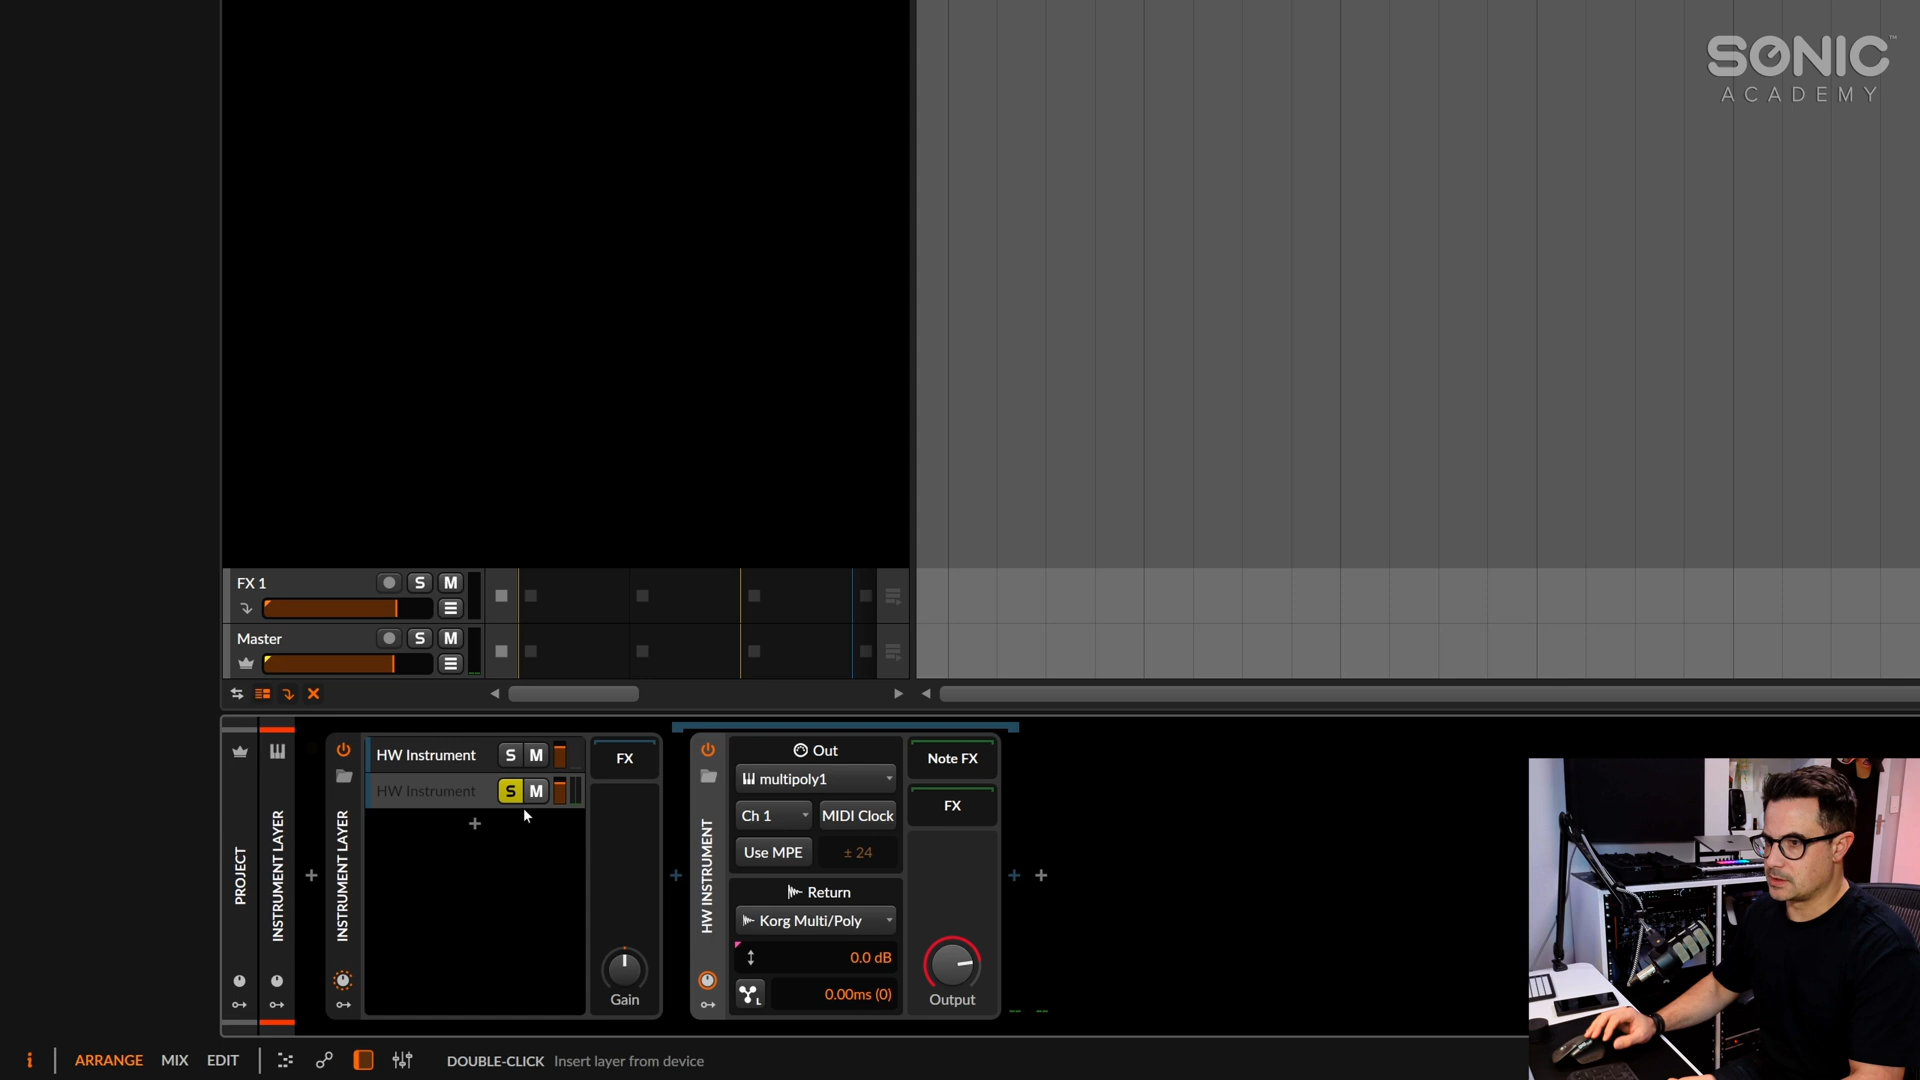 SONIC™
ACADEMY
FX 1
S
M
Master
S
M
HW Instrument
S
M
FX
HW Instrument
S
M
+
PROJECT
INSTRUMENT LAYER
INSTRUMENT LAYER
Gain
HW INSTRUMENT
Out
multipoly1
Ch 1
MIDI Clock
Use MPE
± 24
Return
Korg Multi/Poly
0.0 dB
L
0.00ms (0)
Note FX
FX
Output
i
ARRANGE
MIX
EDIT
DOUBLE-CLICK Insert layer from device